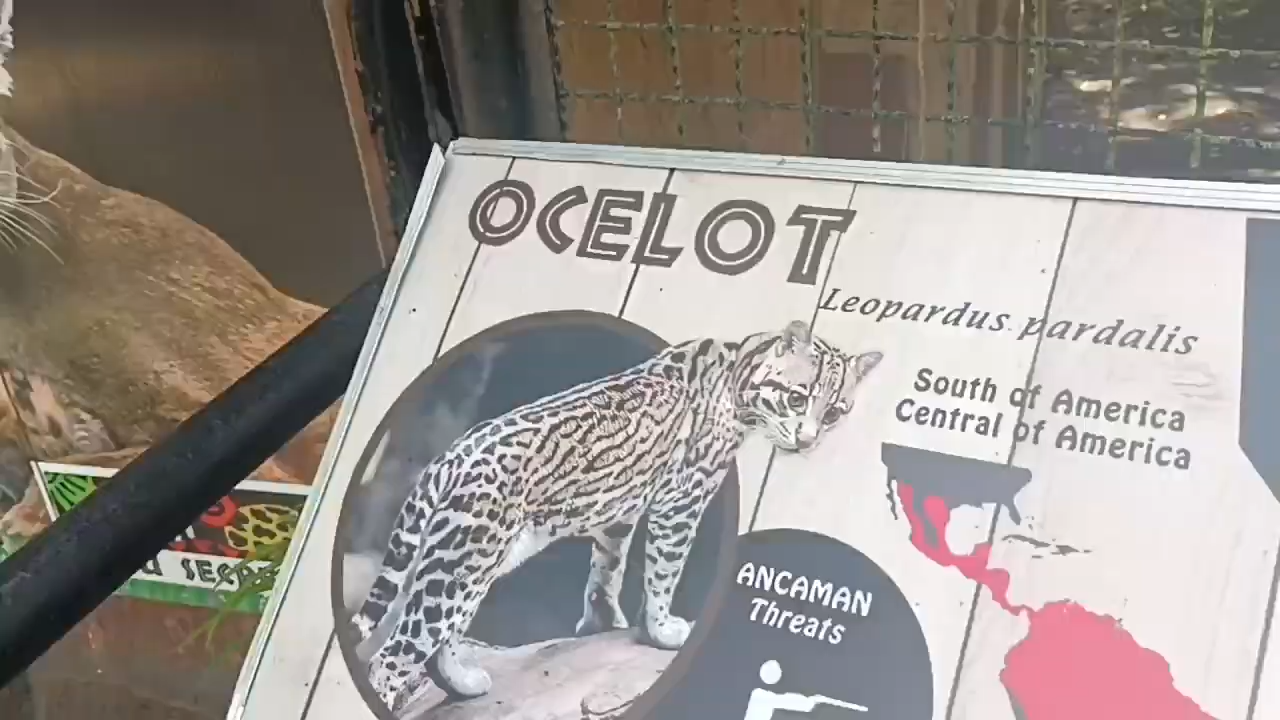 OCELOT
Leopardus pardalis
South of America
Central of America
ANCAMAN
Threats